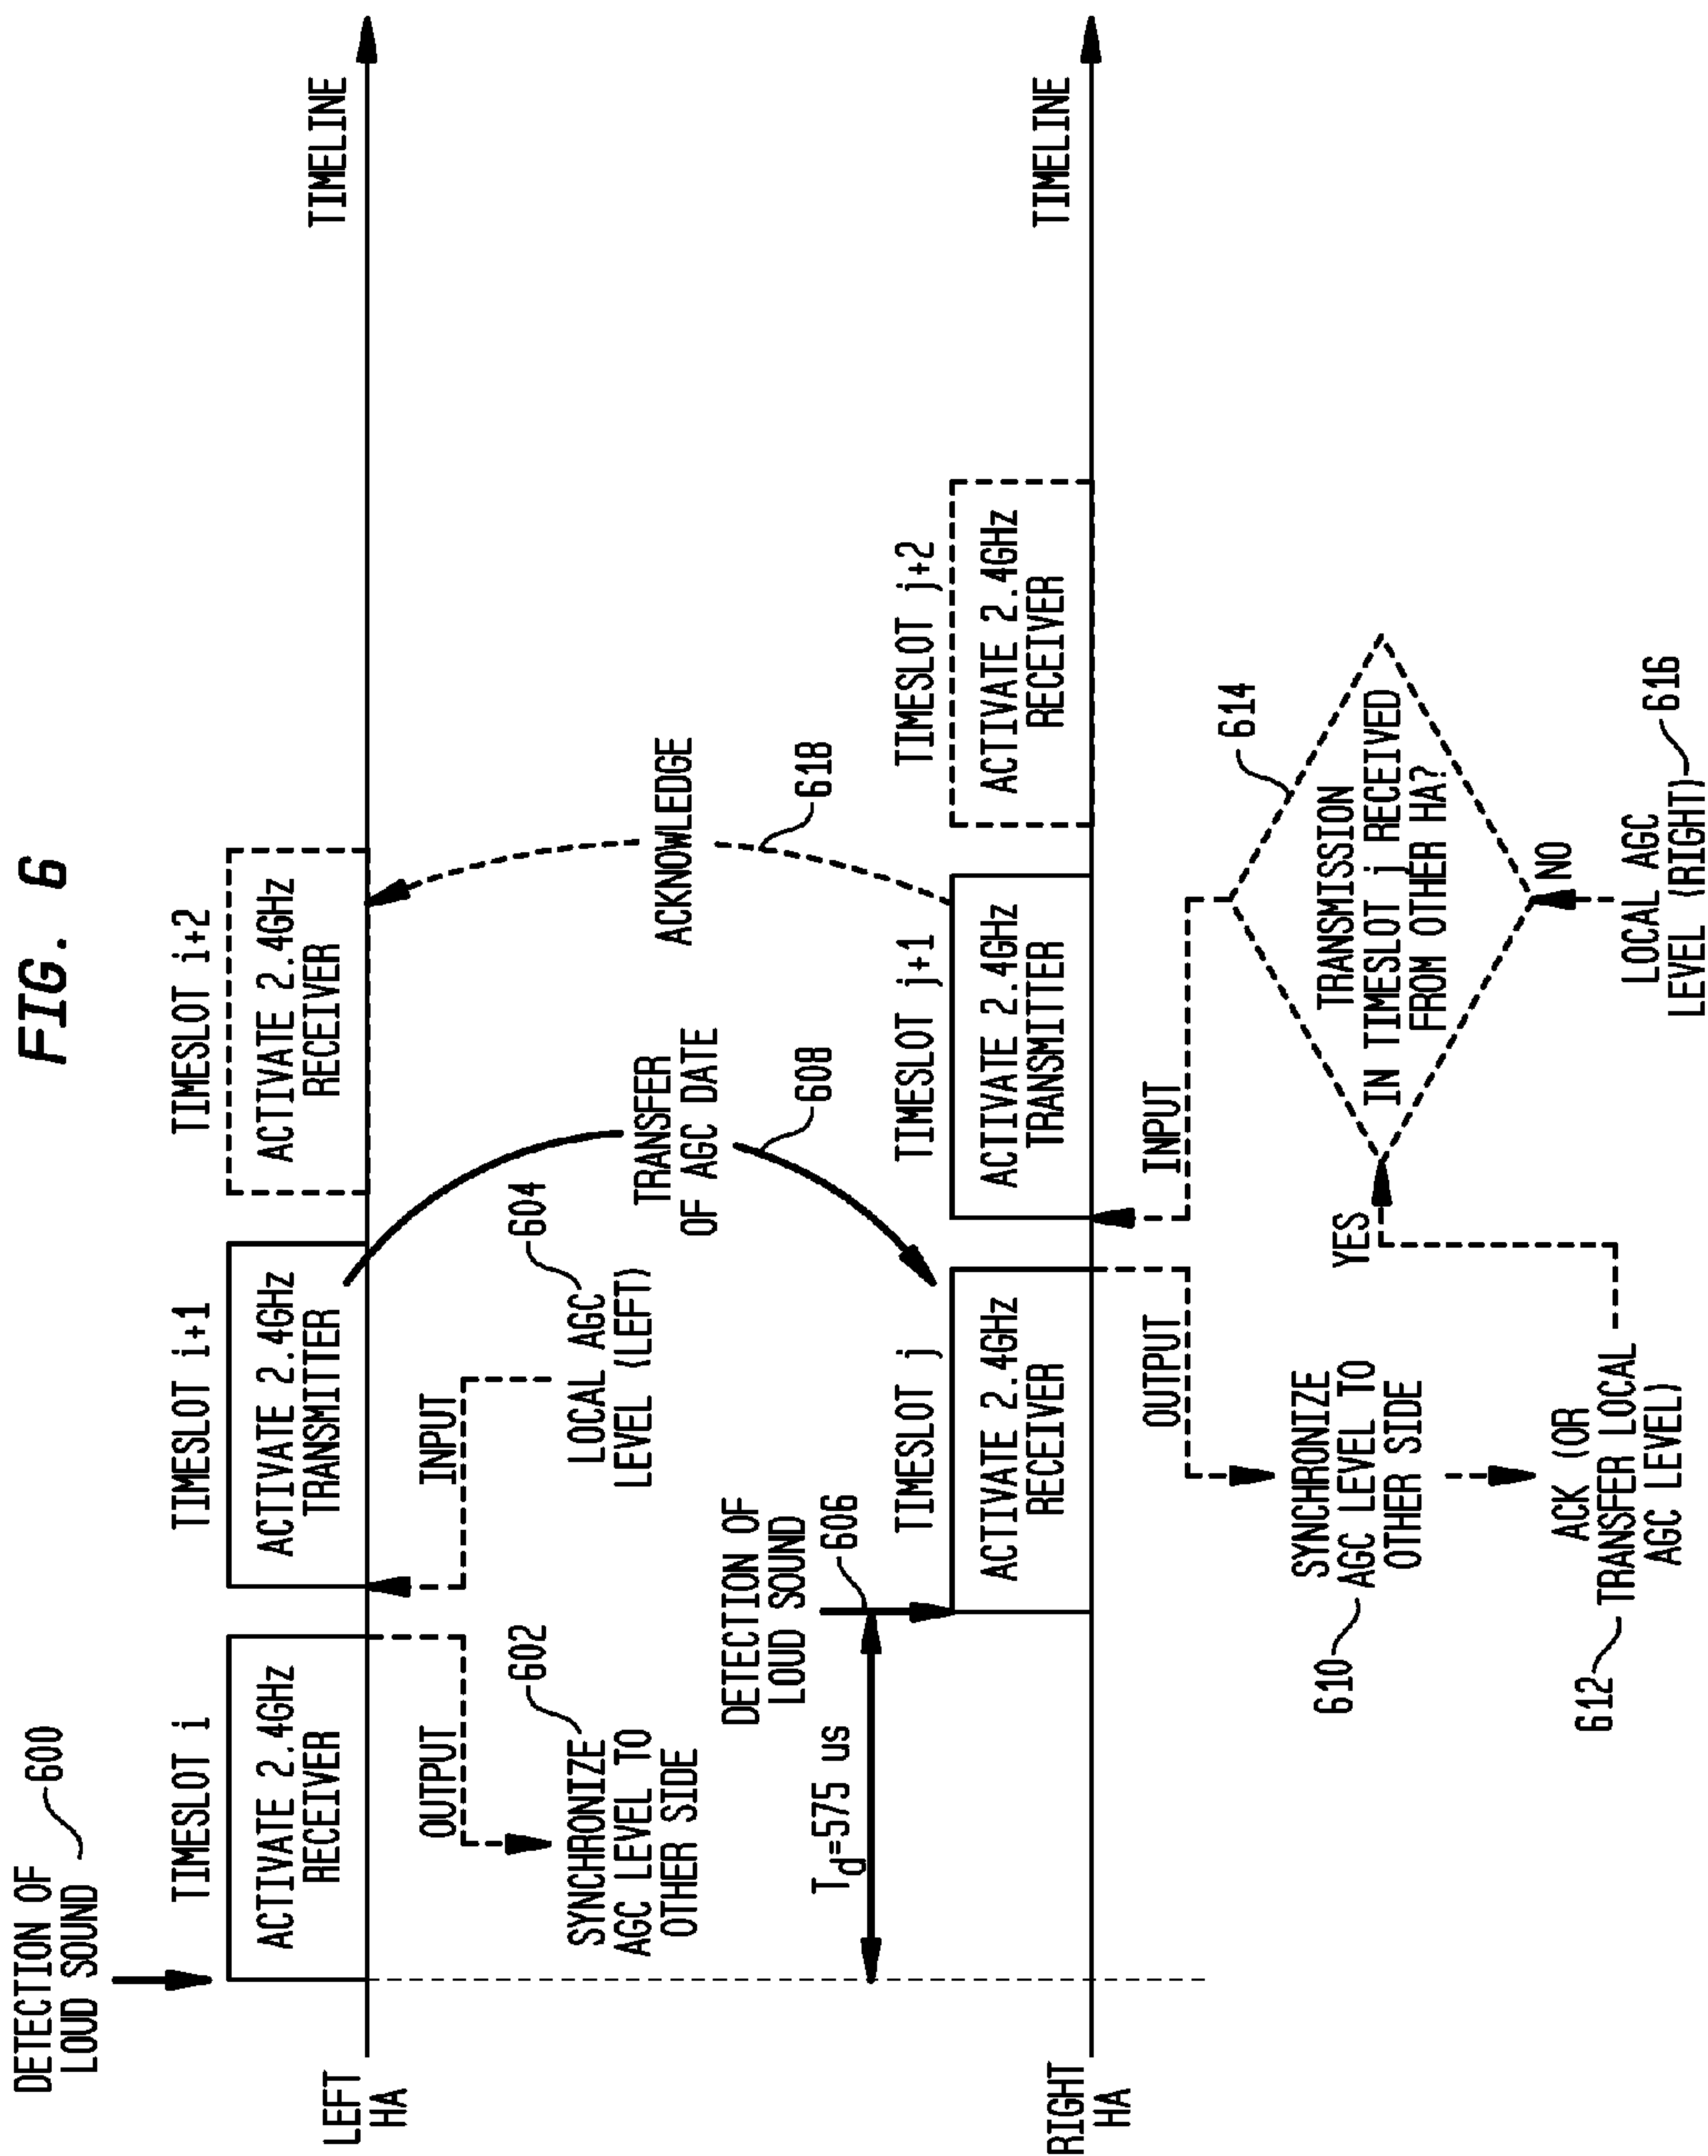 FIG. 6
DETECTION OF
LOUD SOUND
600
TIMESLOT i
TIMESLOT i+1
TIMESLOT i+2
ACTIVATE 2.4GHz
RECEIVER
ACTIVATE 2.4GHz
TRANSMITTER
ACTIVATE 2.4GHz
RECEIVER
LEFT
HA
TIMELINE
OUTPUT
INPUT
602
SYNCHRONIZE
AGC LEVEL TO
OTHER SIDE
604
LOCAL AGC
LEVEL (LEFT)
TRANSFER
OF AGC DATE
608
ACKNOWLEDGE
618
DETECTION OF
LOUD SOUND
606
Td=575 us
TIMESLOT j
TIMESLOT j+1
TIMESLOT j+2
ACTIVATE 2.4GHz
RECEIVER
ACTIVATE 2.4GHz
TRANSMITTER
ACTIVATE 2.4GHz
RECEIVER
RIGHT
HA
TIMELINE
OUTPUT
INPUT
SYNCHRONIZE
AGC LEVEL TO
OTHER SIDE
610
ACK (OR
TRANSFER LOCAL
AGC LEVEL)
612
YES
614
TRANSMISSION
IN TIMESLOT j RECEIVED
FROM OTHER HA?
NO
LOCAL AGC
LEVEL (RIGHT)
616